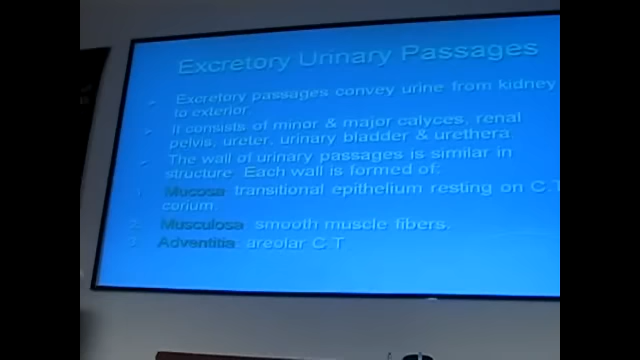 Excretory Urinary Passages
Excretory passages convey urine from kidney
to exterior.
It consists of minor & major calyces, renal
pelvis, ureter, urinary bladder & urethera.
The wall of urinary passages is similar in
structure. Each wall is formed of:
1. Mucosa: transitional epithelium resting on C.T
corium.
2. Musculosa: smooth muscle fibers.
3. Adventitia: areolar C.T.